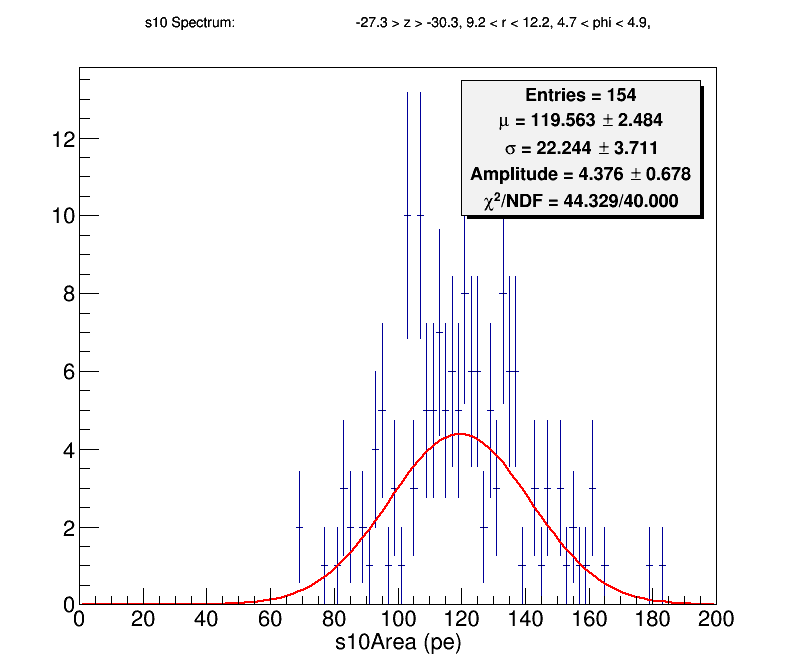 s10 Spectrum: -27.3 > z > -30.3, 9.2 < r < 12.2, 4.7 < phi < 4.9,
Entries = 154
μ = 119.563 ± 2.484
σ = 22.244 ± 3.711
Amplitude = 4.376 ± 0.678
χ²/NDF = 44.329/40.000
12
10
8
6
4
2
0
0 20 40 60 80 100 120 140 160 180 200
s10Area (pe)